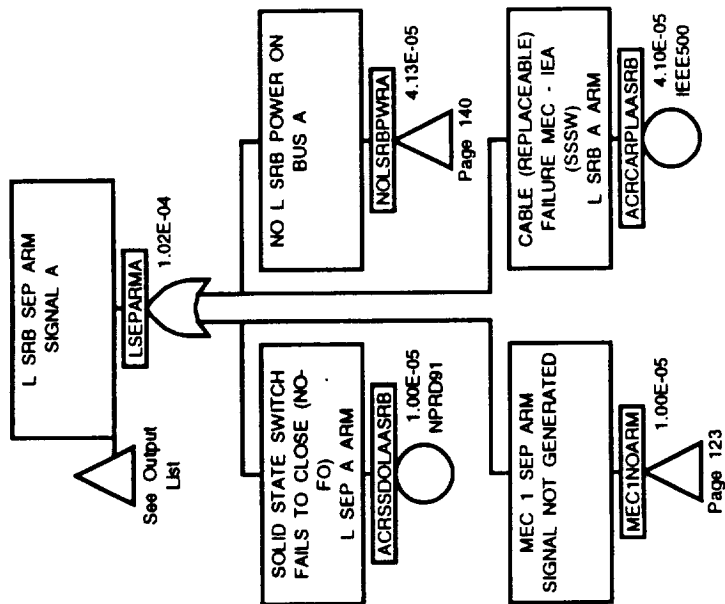 L SRB SEP ARM
SIGNAL A
LSEPARMA
1.02E-04
See Output
List
SOLID STATE SWITCH
FAILS TO CLOSE (NO-
FO)
L SEP A ARM
ACRSSDOLAASRB
1.00E-05
NPRD91
NO L SRB POWER ON
BUS A
NOLSRBPWRA
4.13E-05
Page 140
MEC 1 SEP ARM
SIGNAL NOT GENERATED
MEC1NOARM
1.00E-05
Page 123
CABLE (REPLACEABLE)
FAILURE MEC - IEA
(SSSW)
L SRB A ARM
ACRCARPLAASRB
4.10E-05
IEEE500